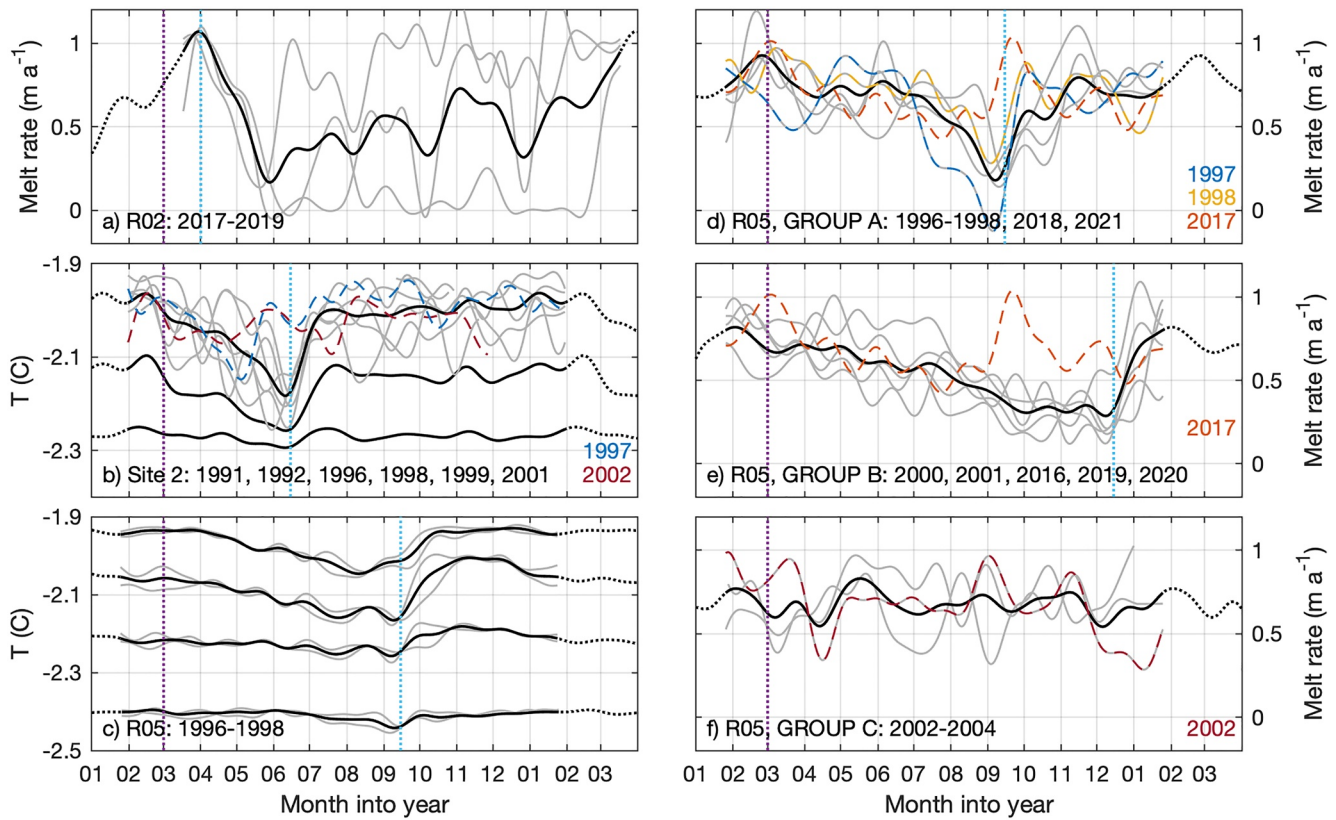 1
0.5
0
Melt rate (m a⁻¹)
a) R02: 2017-2019
1
0.5
0
Melt rate (m a⁻¹)
1997
1998
2017
d) R05, GROUP A: 1996-1998, 2018, 2021
-1.9
-2.1
-2.3
T (C)
1997
2002
b) Site 2: 1991, 1992, 1996, 1998, 1999, 2001
1
0.5
0
Melt rate (m a⁻¹)
2017
e) R05, GROUP B: 2000, 2001, 2016, 2019, 2020
-1.9
-2.1
-2.3
-2.5
T (C)
c) R05: 1996-1998
01 02 03 04 05 06 07 08 09 10 11 12 01 02 03
Month into year
1
0.5
0
Melt rate (m a⁻¹)
f) R05, GROUP C: 2002-2004
2002
01 02 03 04 05 06 07 08 09 10 11 12 01 02 03
Month into year